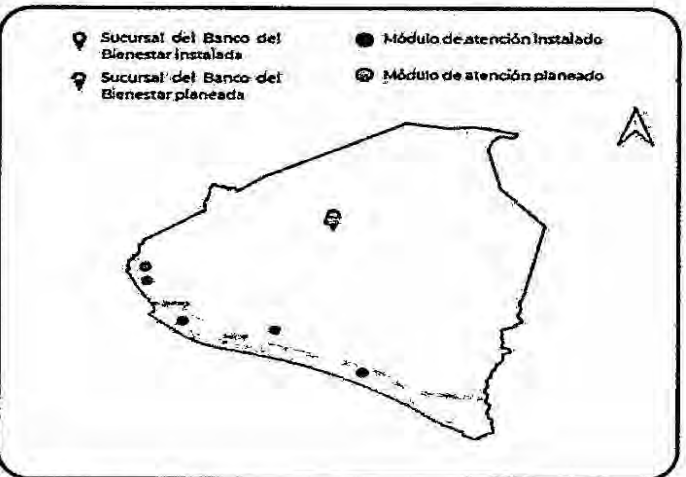 Sucursal del Banco del
Bienestar instalada
Módulo de atención instalado
Sucursal del Banco del
Bienestar planeada
Módulo de atención planeado